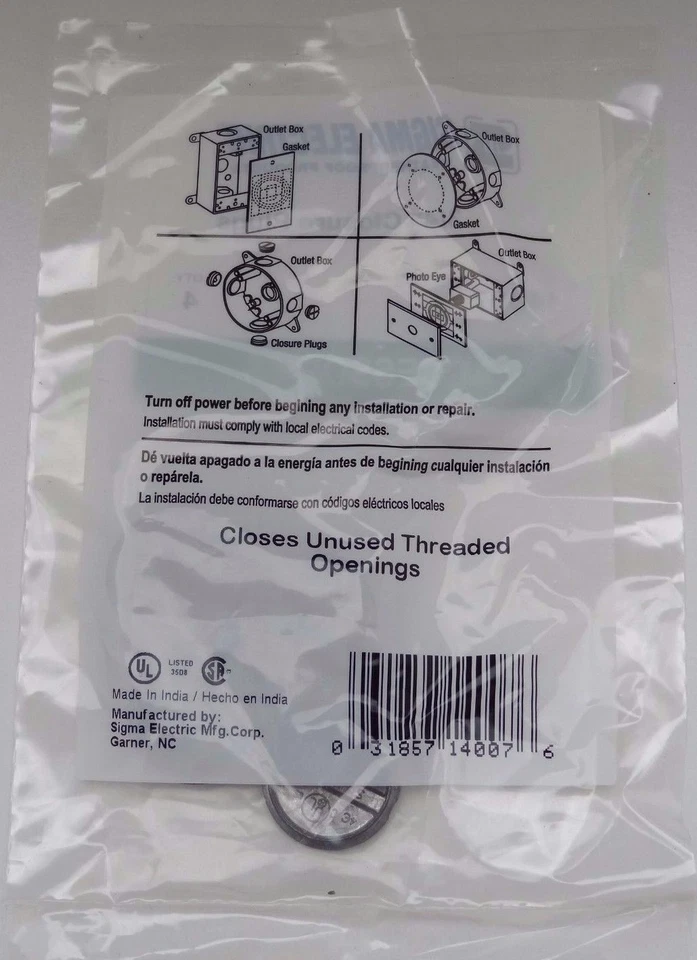 Outlet Box
Gasket
Outlet Box
Gasket
Outlet Box
Closure Plugs
Outlet Box
Photo Eye
Turn off power before begining any installation or repair.
Installation must comply with local electrical codes.
Dé vuelta apagado a la energía antes de begining cualquier instalación
o repárela.
La instalación debe conformarse con códigos eléctricos locales
Closes Unused Threaded
Openings
UL
LISTED
35D8
SA
Made In India / Hecho en India
Manufactured by:
Sigma Electric Mfg.Corp.
Garner, NC
0 31857 14007 6